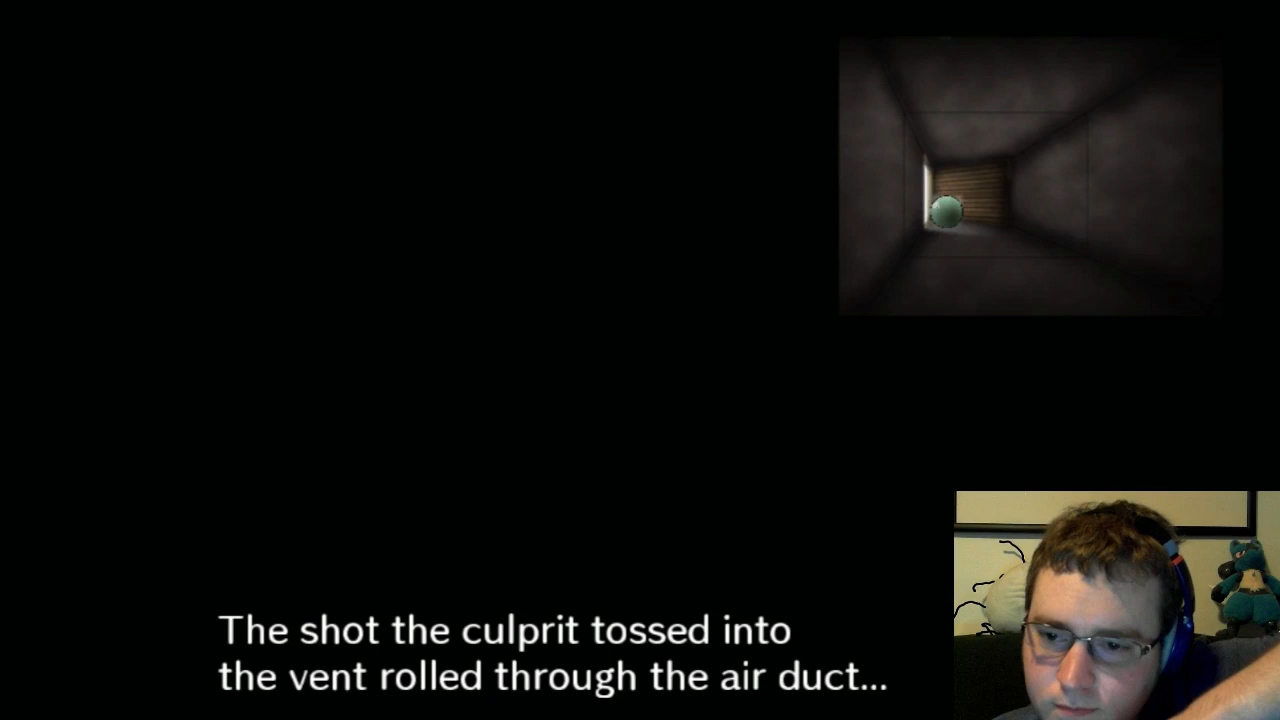 The shot the culprit tossed into
the vent rolled through the air duct...